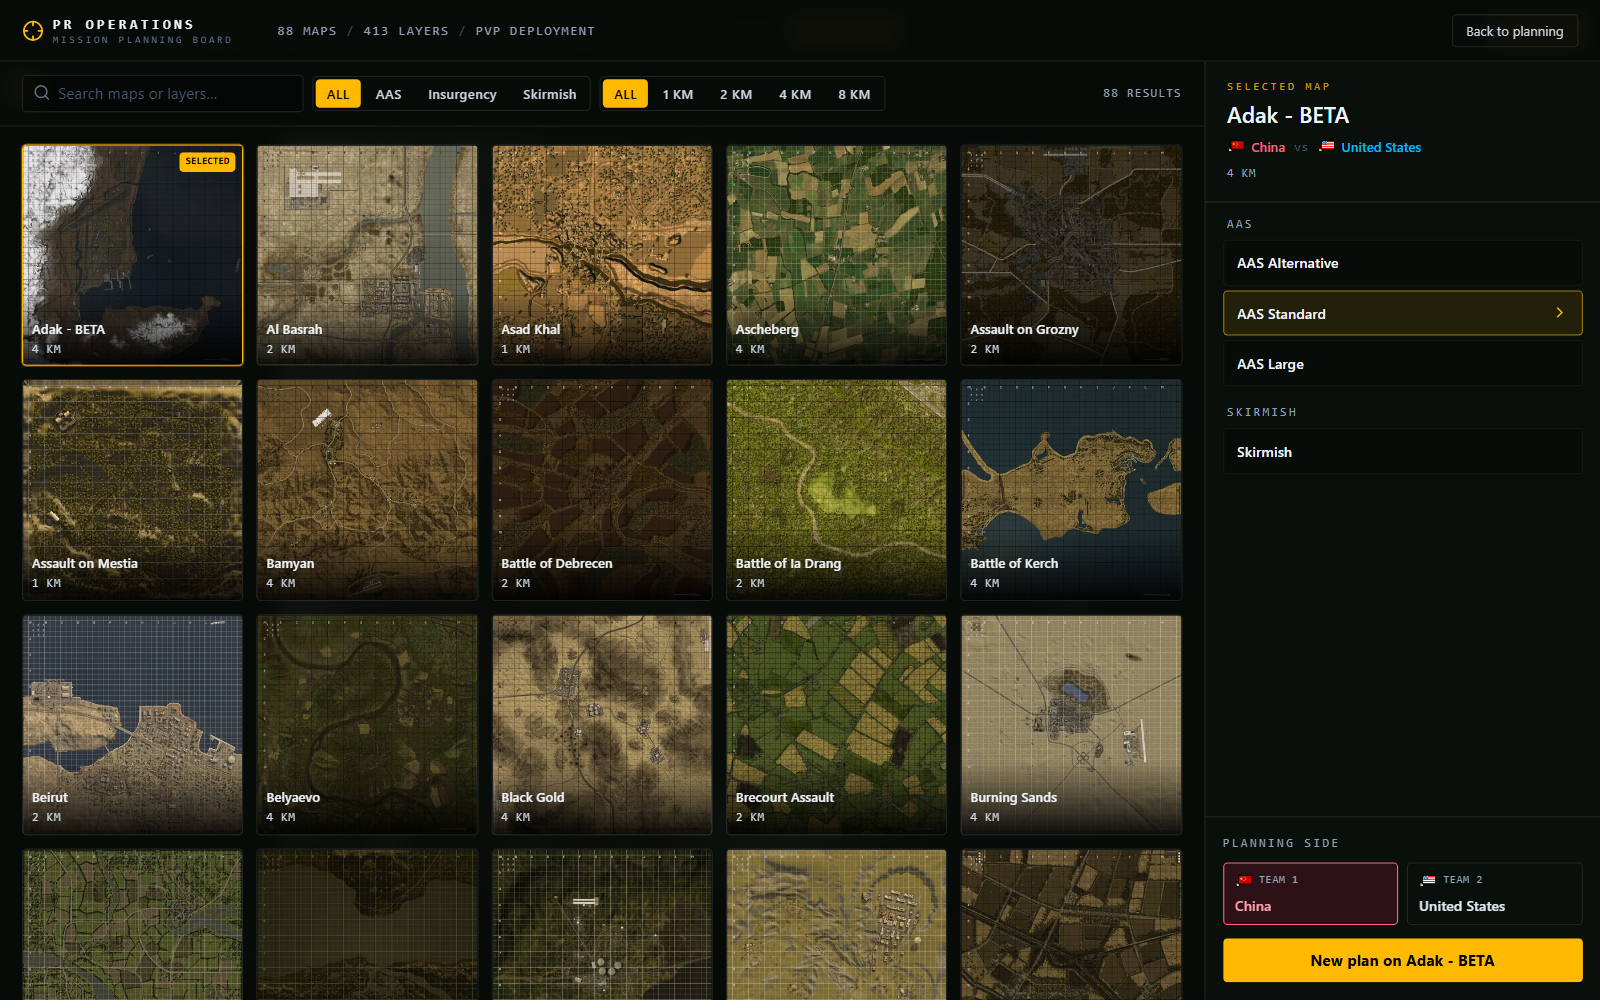 PR OPERATIONS
MISSION PLANNING BOARD
88 MAPS / 413 LAYERS / PVP DEPLOYMENT
Back to planning
Search maps or layers...
ALL AAS Insurgency Skirmish
ALL 1 KM 2 KM 4 KM 8 KM
88 RESULTS
SELECTED
Adak - BETA
4 KM
Al Basrah
2 KM
Asad Khal
1 KM
Ascheberg
4 KM
Assault on Grozny
2 KM
Assault on Mestia
1 KM
Bamyan
4 KM
Battle of Debrecen
2 KM
Battle of Ia Drang
2 KM
Battle of Kerch
4 KM
Beirut
2 KM
Belyaevo
4 KM
Black Gold
4 KM
Brecourt Assault
2 KM
Burning Sands
4 KM
SELECTED MAP
Adak - BETA
China vs United States
4 KM
AAS
AAS Alternative
AAS Standard
AAS Large
SKIRMISH
Skirmish
PLANNING SIDE
TEAM 1
China
TEAM 2
United States
New plan on Adak - BETA